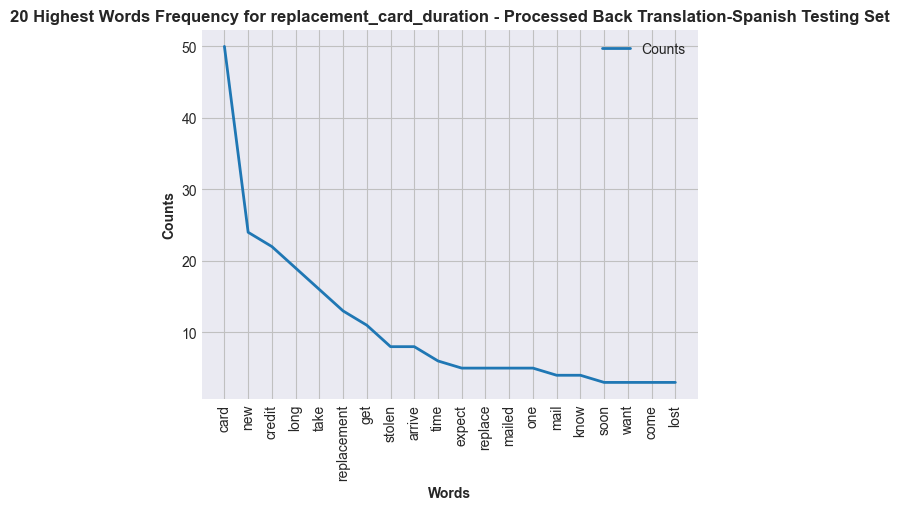 20 Highest Words Frequency for replacement_card_duration - Processed Back Translation-Spanish Testing Set
Counts
50
40
30
20
10
Counts
card
new
credit
long
take
replacement
get
stolen
arrive
time
expect
replace
mailed
one
mail
know
soon
want
come
lost
Words